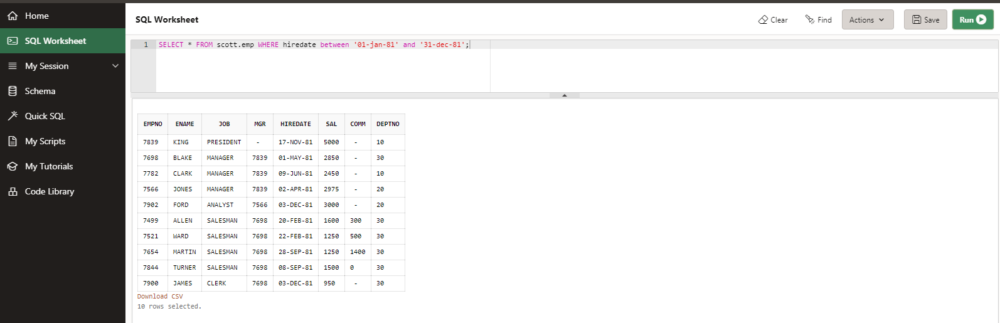 Home
SQL Worksheet
My Session
Schema
Quick SQL
My Scripts
My Tutorials
Code Library
SQL Worksheet
Clear Find Actions Save Run
1 SELECT * FROM scott.emp WHERE hiredate between '01-jan-81' and '31-dec-81';
EMPNO ENAME JOB MGR HIREDATE SAL COMM DEPTNO
7839 KING PRESIDENT - 17-NOV-81 5000 - 10
7698 BLAKE MANAGER 7839 01-MAY-81 2850 - 30
7782 CLARK MANAGER 7839 09-JUN-81 2450 - 10
7566 JONES MANAGER 7839 02-APR-81 2975 - 20
7902 FORD ANALYST 7566 03-DEC-81 3000 - 20
7499 ALLEN SALESMAN 7698 20-FEB-81 1600 300 30
7521 WARD SALESMAN 7698 22-FEB-81 1250 500 30
7654 MARTIN SALESMAN 7698 28-SEP-81 1250 1400 30
7844 TURNER SALESMAN 7698 08-SEP-81 1500 0 30
7900 JAMES CLERK 7698 03-DEC-81 950 - 30
Download CSV
10 rows selected.